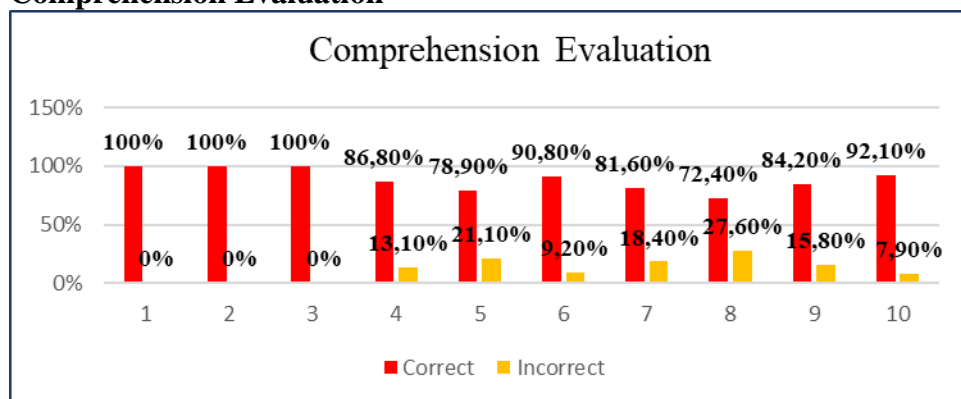 Comprehension Evaluation
Comprehension Evaluation
150%
100%
50%
0%
100% 100% 100% 86,80% 78,90% 90,80% 81,60% 72,40% 84,20% 92,10%
0% 0% 0% 13,10% 21,10% 9,20% 18,40% 27,60% 15,80% 7,90%
1 2 3 4 5 6 7 8 9 10
Correct Incorrect